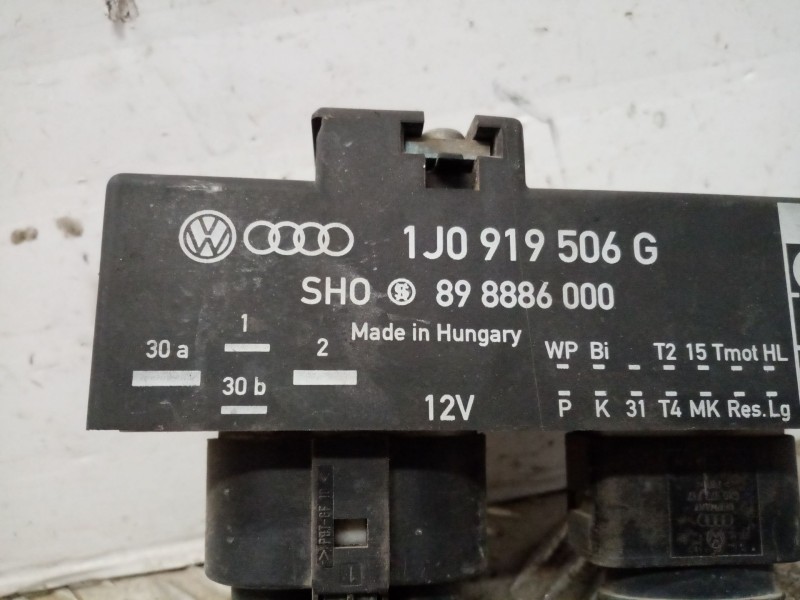 1J0 919 506 G
SHO 89 8886 000
Made in Hungary
1
30 a
2
30 b
12V
WP Bi T2 15 Tmot HL
P K 31 T4 MK Res. Lg